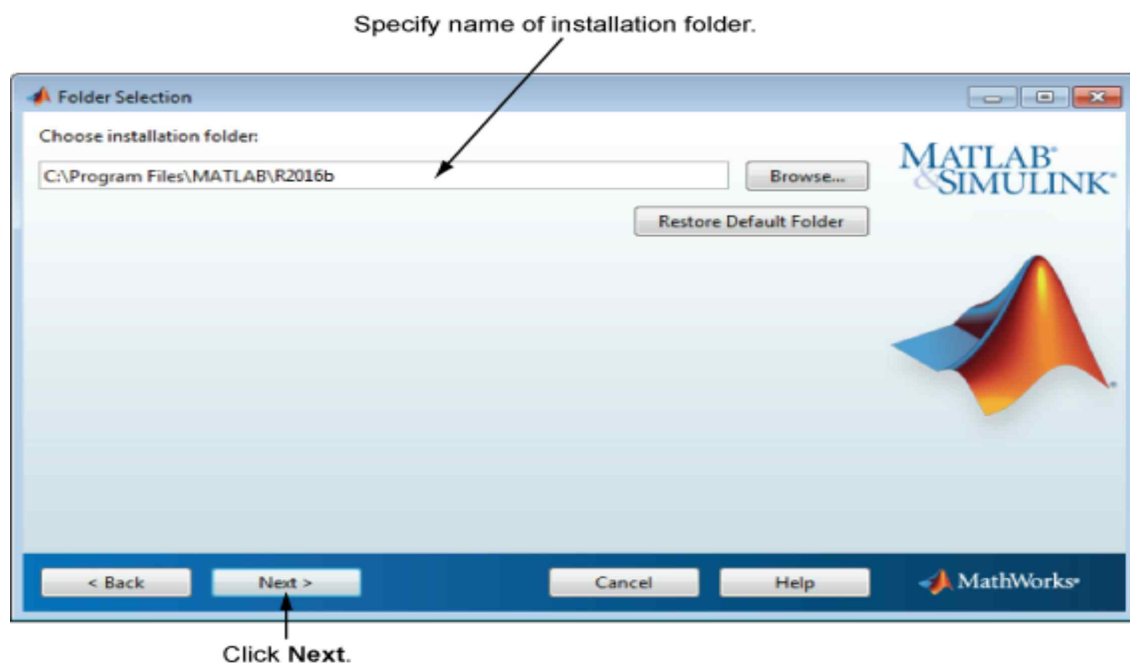 Specify name of installation folder.
Folder Selection
Choose installation folder:
C:\Program Files\MATLAB\R2016b
Browse...
MATLAB®
&SIMULINK®
Restore Default Folder
< Back
Next >
Cancel
Help
MathWorks®
Click Next.